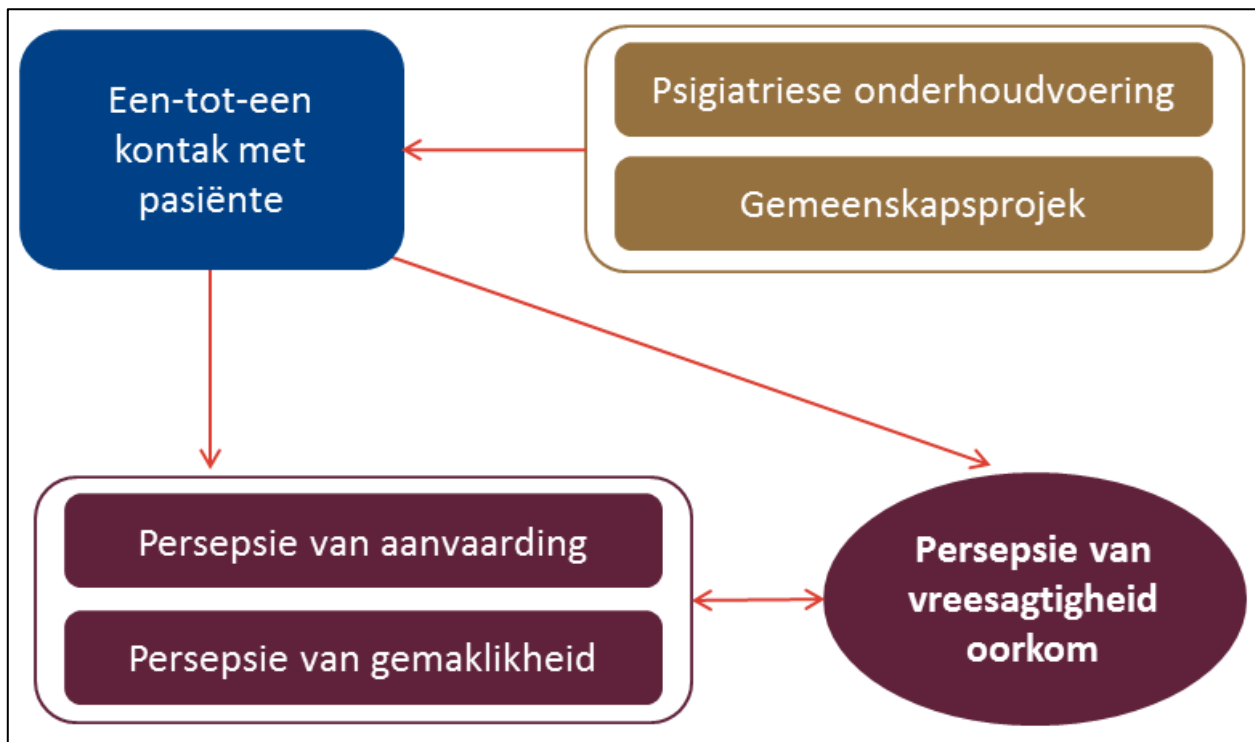 Een-tot-een
kontak met
pasiënte
Psigiatriese onderhoudvoering
Gemeenskapsprojek
Persepsie van aanvaarding
Persepsie van gemaklikheid
Persepsie van
vreesagtigheid
oorkom